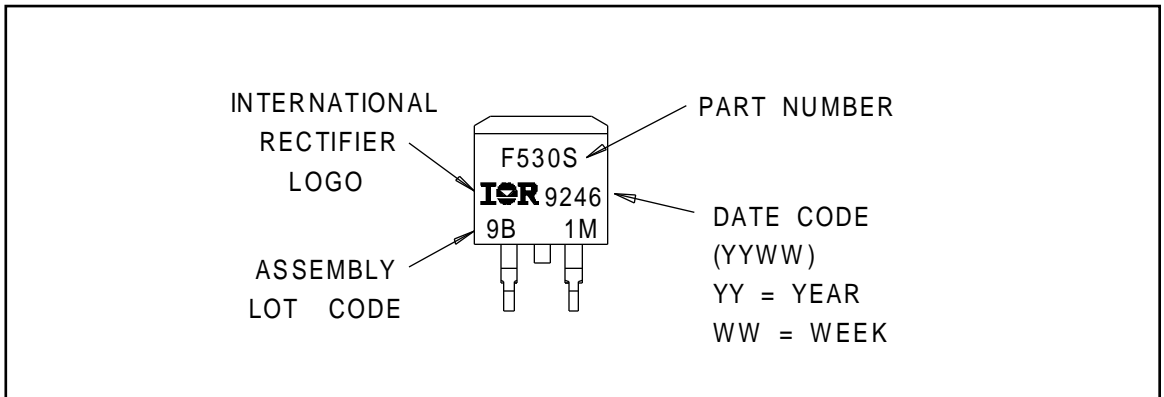 INTERNATIONAL
RECTIFIER
LOGO
ASSEMBLY
LOT CODE
F530S
IOR 9246
9B 1M
PART NUMBER
DATE CODE
(YYWW)
YY = YEAR
WW = WEEK